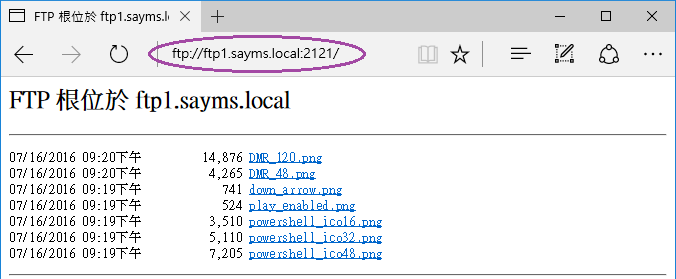 FTP 根位於 ftp1.sayms.l
ftp://ftp1.sayms.local:2121/
FTP 根位於 ftp1.sayms.local
07/16/2016 09:20下午 14,876 DMR_120.png
07/16/2016 09:20下午 4,265 DMR_48.png
07/16/2016 09:19下午 741 down_arrow.png
07/16/2016 09:19下午 524 play_enabled.png
07/16/2016 09:19下午 3,510 powershell_ico16.png
07/16/2016 09:19下午 5,110 powershell_ico32.png
07/16/2016 09:19下午 7,205 powershell_ico48.png